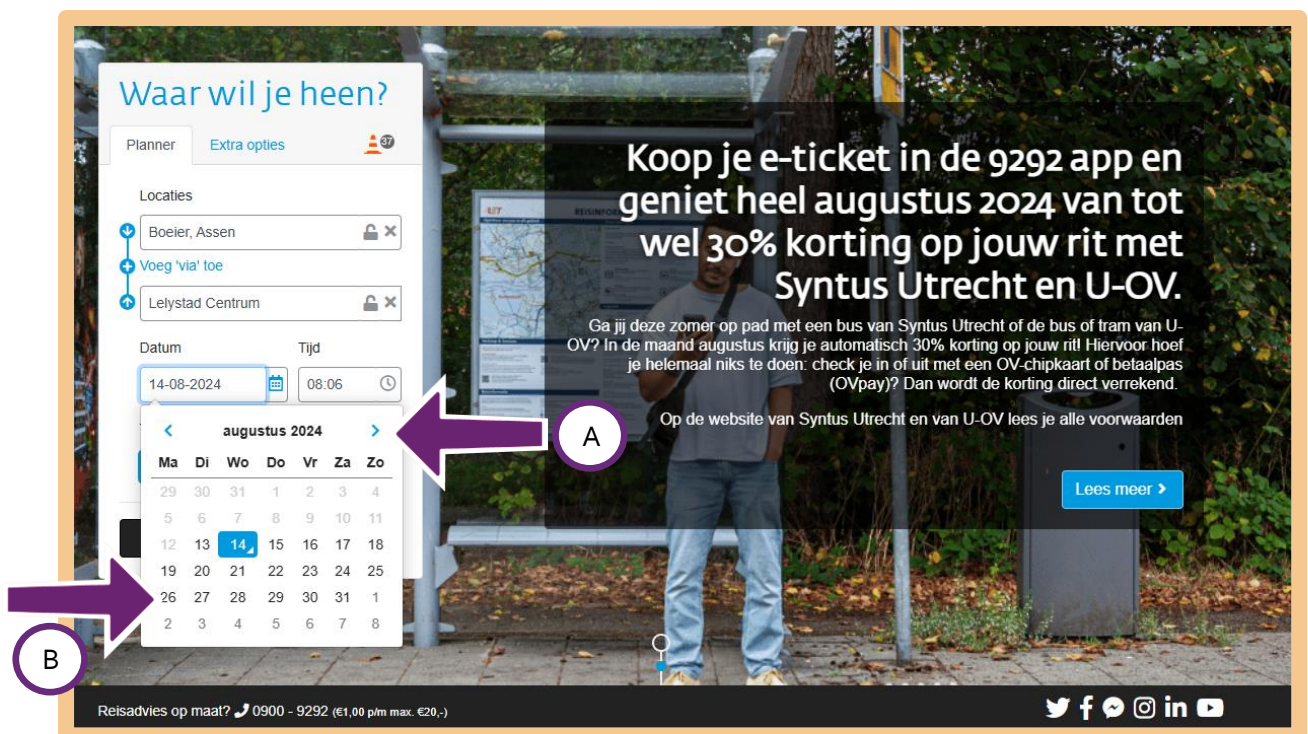 Waar wil je heen?
Planner Extra opties 37
Locaties
Boeier, Assen
Voeg 'via' toe
Lelystad Centrum
Datum Tijd
14-08-2024 08:06
augustus 2024
Ma Di Wo Do Vr Za Zo
29 30 31 1 2 3 4
5 6 7 8 9 10 11
12 13 14 15 16 17 18
19 20 21 22 23 24 25
26 27 28 29 30 31 1
2 3 4 5 6 7 8
A
B
REISINFOR
Koop je e-ticket in de 9292 app en
geniet heel augustus 2024 van tot
wel 30% korting op jouw rit met
Syntus Utrecht en U-OV.
Ga jij deze zomer op pad met een bus van Syntus Utrecht of de bus of tram van U-
OV? In de maand augustus krijg je automatisch 30% korting op jouw rit! Hiervoor hoef
je helemaal niks te doen: check je in of uit met een OV-chipkaart of betaalpas
(OVpay)? Dan wordt de korting direct verrekend.
Op de website van Syntus Utrecht en van U-OV lees je alle voorwaarden
Lees meer
Reisadvies op maat? 0900 - 9292 (€1,00 p/m max. €20,-)